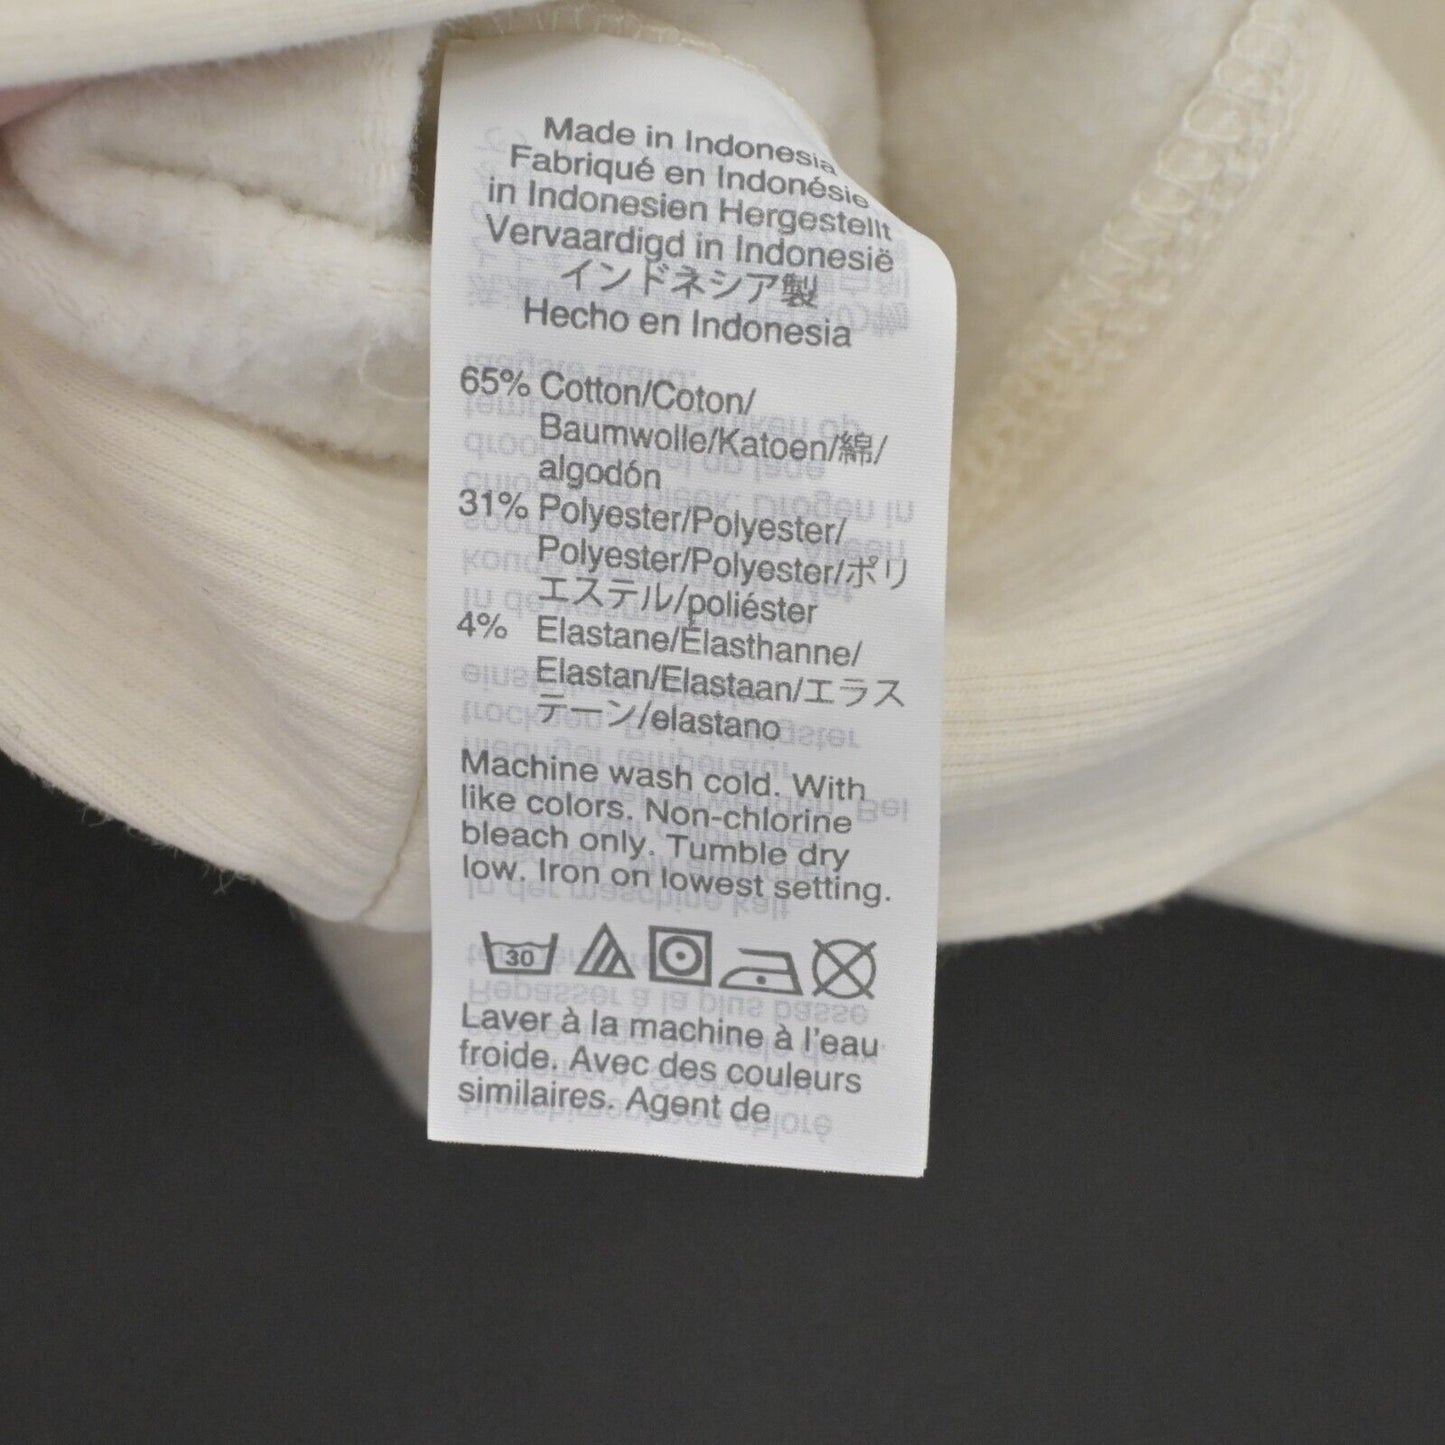 Made in Indonesia
Fabriqué en Indonésie
in Indonesien Hergestellt
Vervaardigd in Indonesië
インドネシア製
Hecho en Indonesia
65% Cotton/Coton/
Baumwolle/Katoen/綿/
algodón
31% Polyester/Polyester/
Polyester/Polyester/ポリ
エステル/poliéster
4% Elastane/Élasthanne/
Elastan/Elastaan/エラス
テーン/elastano
Machine wash cold. With
like colors. Non-chlorine
bleach only. Tumble dry
low. Iron on lowest setting.
30
Laver à la machine à l'eau
froide. Avec des couleurs
similaires. Agent de